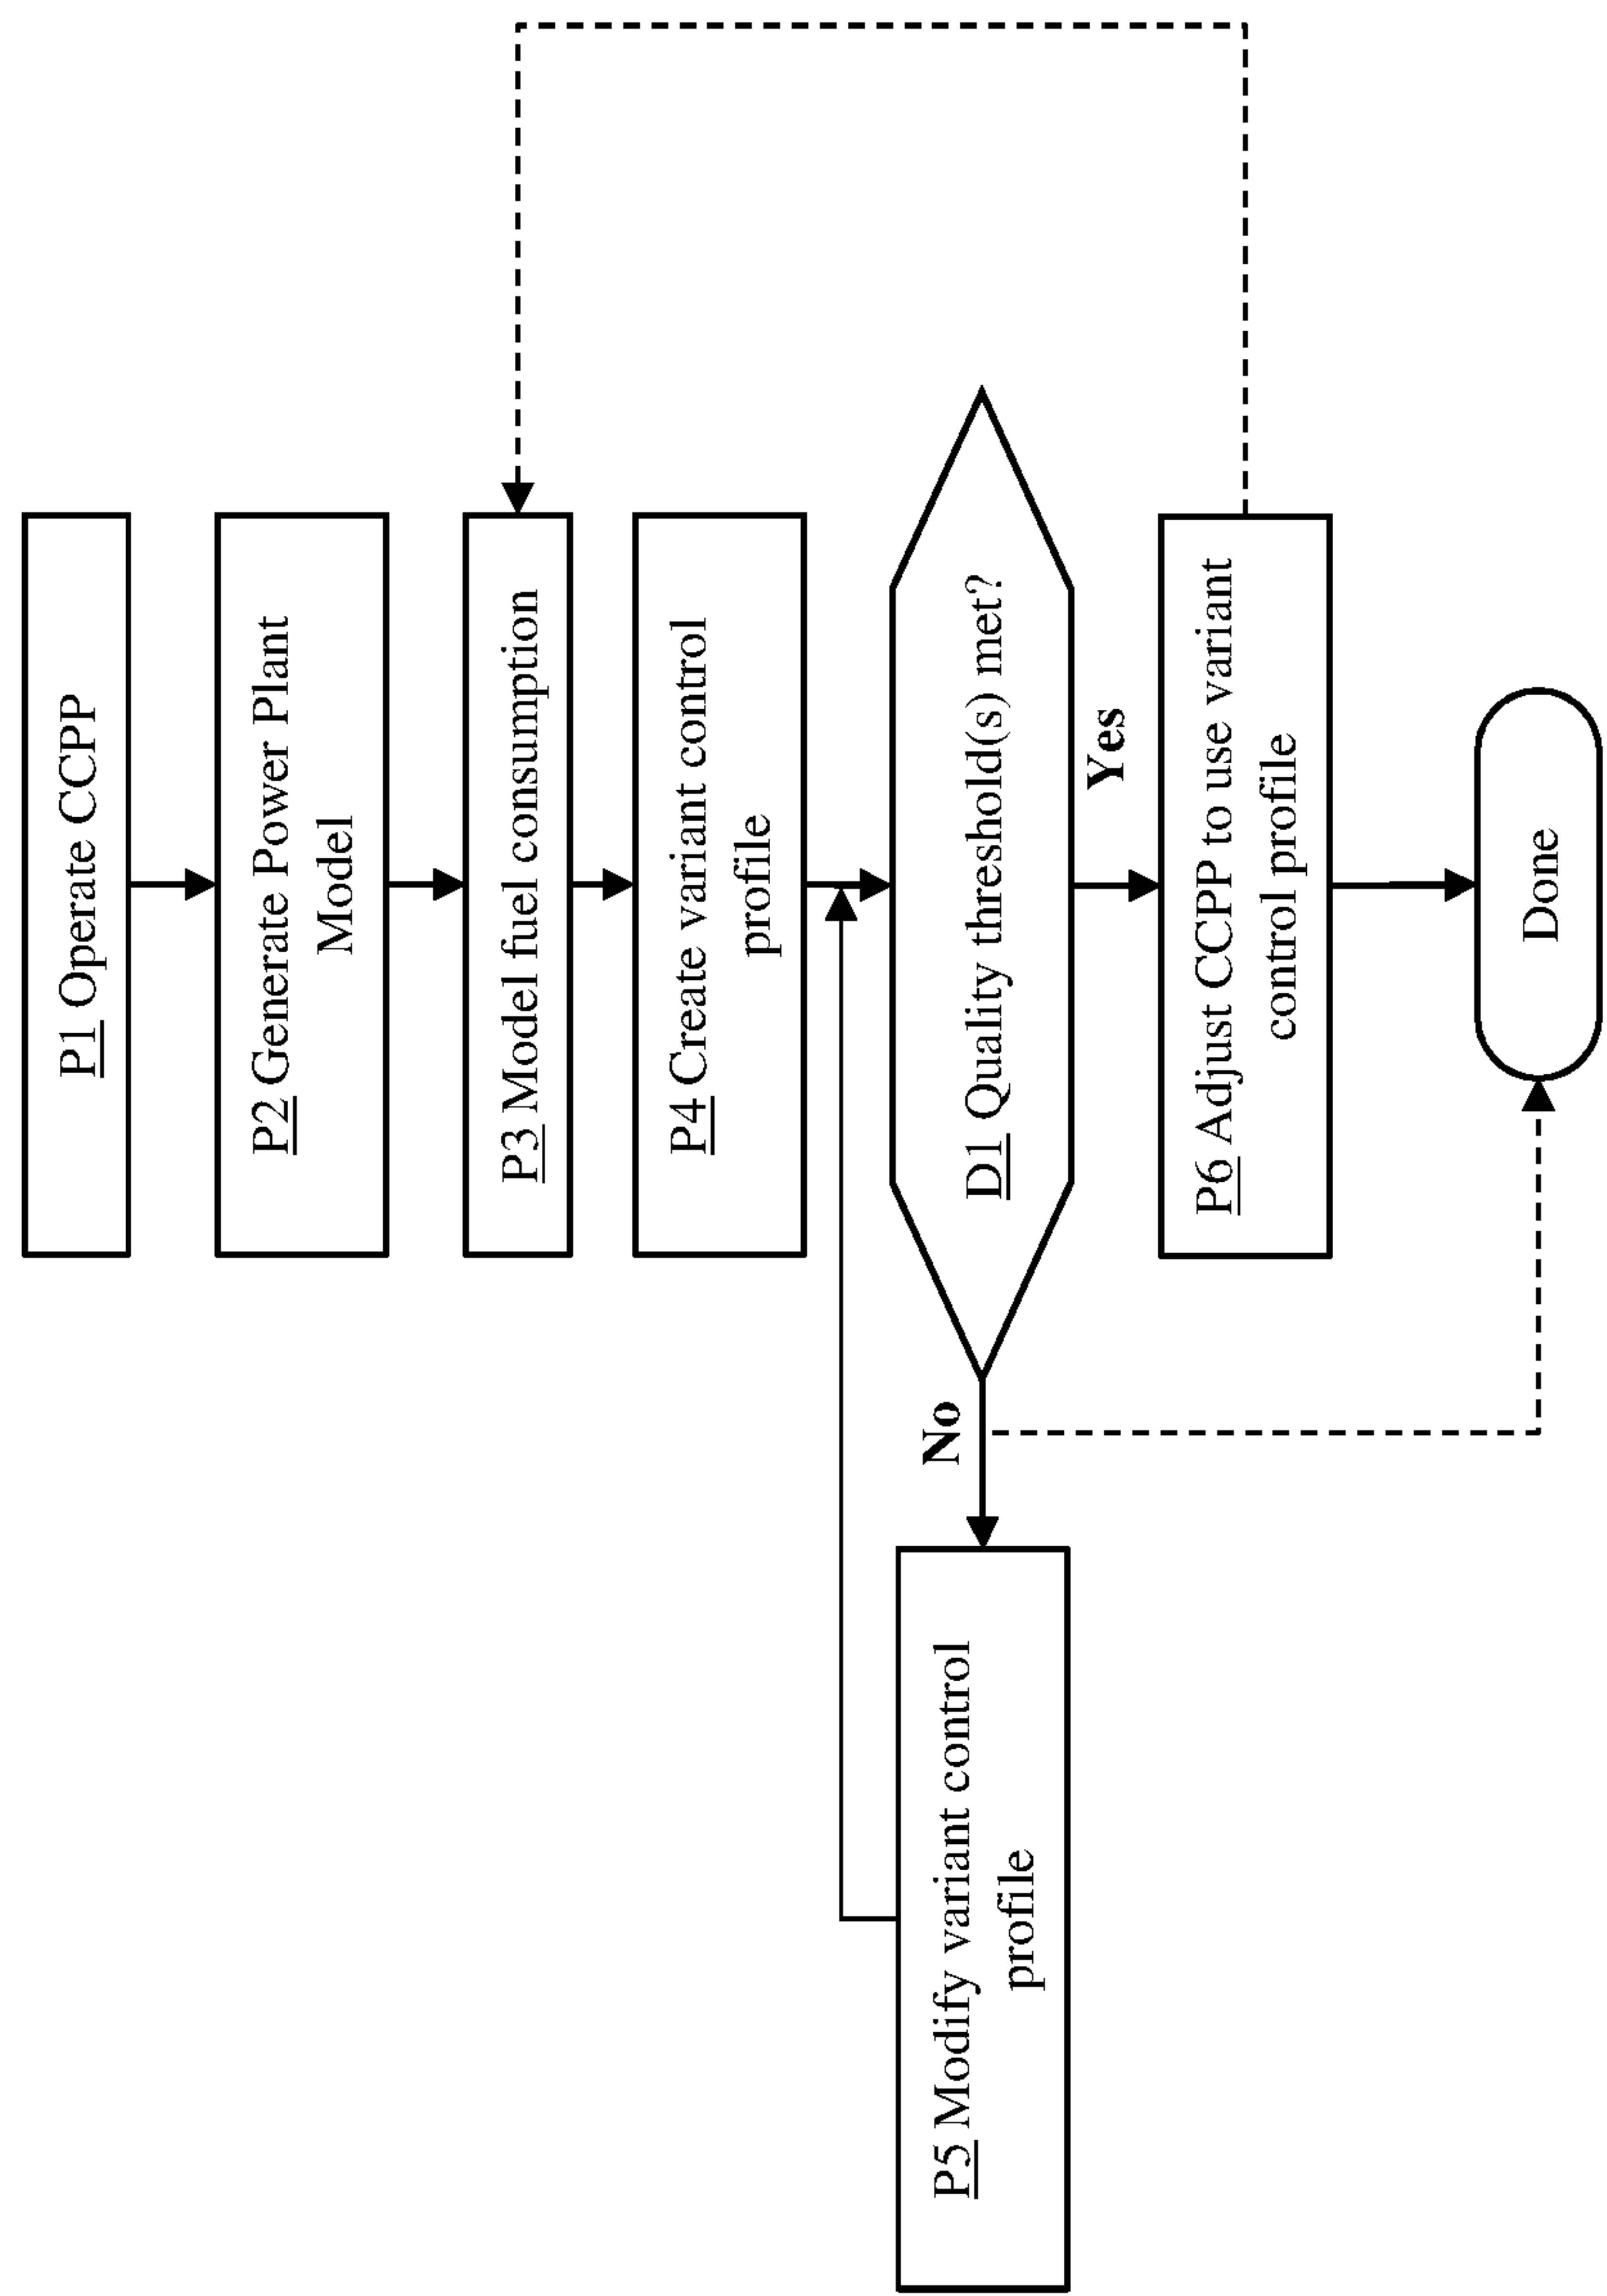 P1 Operate CCPP
P2 Generate Power Plant
Model
P3 Model fuel consumption
P4 Create variant control
profile
D1 Quality threshold(s) met?
No
Yes
P5 Modify variant control
profile
P6 Adjust CCPP to use variant
control profile
Done